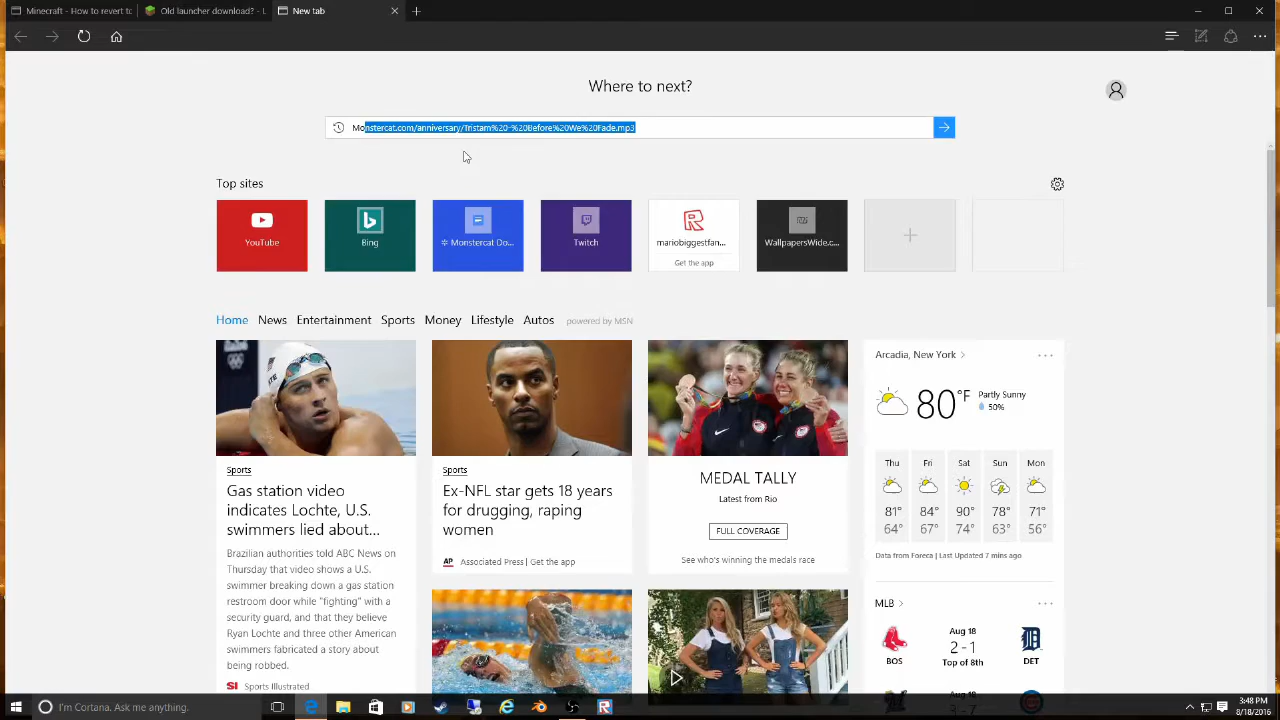 Minecraft - How to revert to
Old launcher download? - L
New tab
Where to next?
Monstercat.com/anniversary/Tristam%20-%20Before%20We%20Fade.mp3
Top sites
YouTube
Bing
Monstercat Do...
Twitch
mariobiggestfan...
Get the app
WallpapersWide.c...
Home News Entertainment Sports Money Lifestyle Autos powered by MSN
Sports
Gas station video
indicates Lochte, U.S.
swimmers lied about...
Brazilian authorities told ABC News on
Thursday that video shows a U.S.
swimmer breaking down a gas station
restroom door while "fighting" with a
security guard, and that they believe
Ryan Lochte and three other American
swimmers fabricated a story about
being robbed.
SI Sports Illustrated
Sports
Ex-NFL star gets 18 years
for drugging, raping
women
AP Associated Press | Get the app
MEDAL TALLY
Latest from Rio
FULL COVERAGE
See who's winning the medals race
Arcadia, New York
80°F
Partly Sunny
50%
Thu Fri Sat Sun Mon
81° 84° 90° 78° 71°
64° 67° 74° 63° 56°
Data from Foreca | Last Updated 7 mins ago
MLB
Aug 18
2 - 1
Top of 8th
BOS
DET
Aug 18
I'm Cortana. Ask me anything.
3:48 PM
8/18/2016